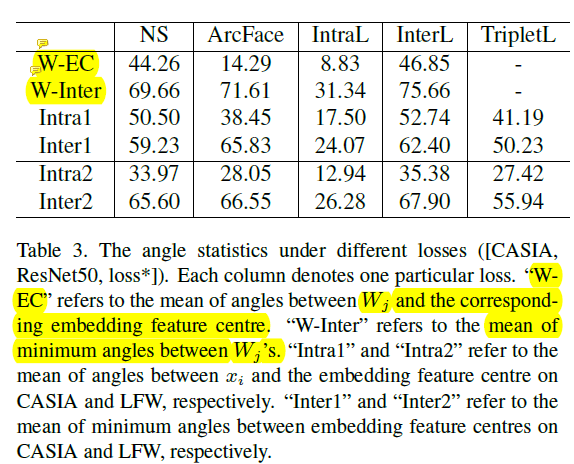 NS ArcFace IntraL InterL TripletL
W-EC 44.26 14.29 8.83 46.85 -
W-Inter 69.66 71.61 31.34 75.66 -
Intra1 50.50 38.45 17.50 52.74 41.19
Inter1 59.23 65.83 24.07 62.40 50.23
Intra2 33.97 28.05 12.94 35.38 27.42
Inter2 65.60 66.55 26.28 67.90 55.94
Table 3. The angle statistics under different losses ([CASIA,
ResNet50, loss*]). Each column denotes one particular loss. “W-
EC” refers to the mean of angles between Wj and the correspond-
ing embedding feature centre. “W-Inter” refers to the mean of
minimum angles between Wj’s. “Intra1” and “Intra2” refer to the
mean of angles between xi and the embedding feature centre on
CASIA and LFW, respectively. “Inter1” and “Inter2” refer to the
mean of minimum angles between embedding feature centres on
CASIA and LFW, respectively.